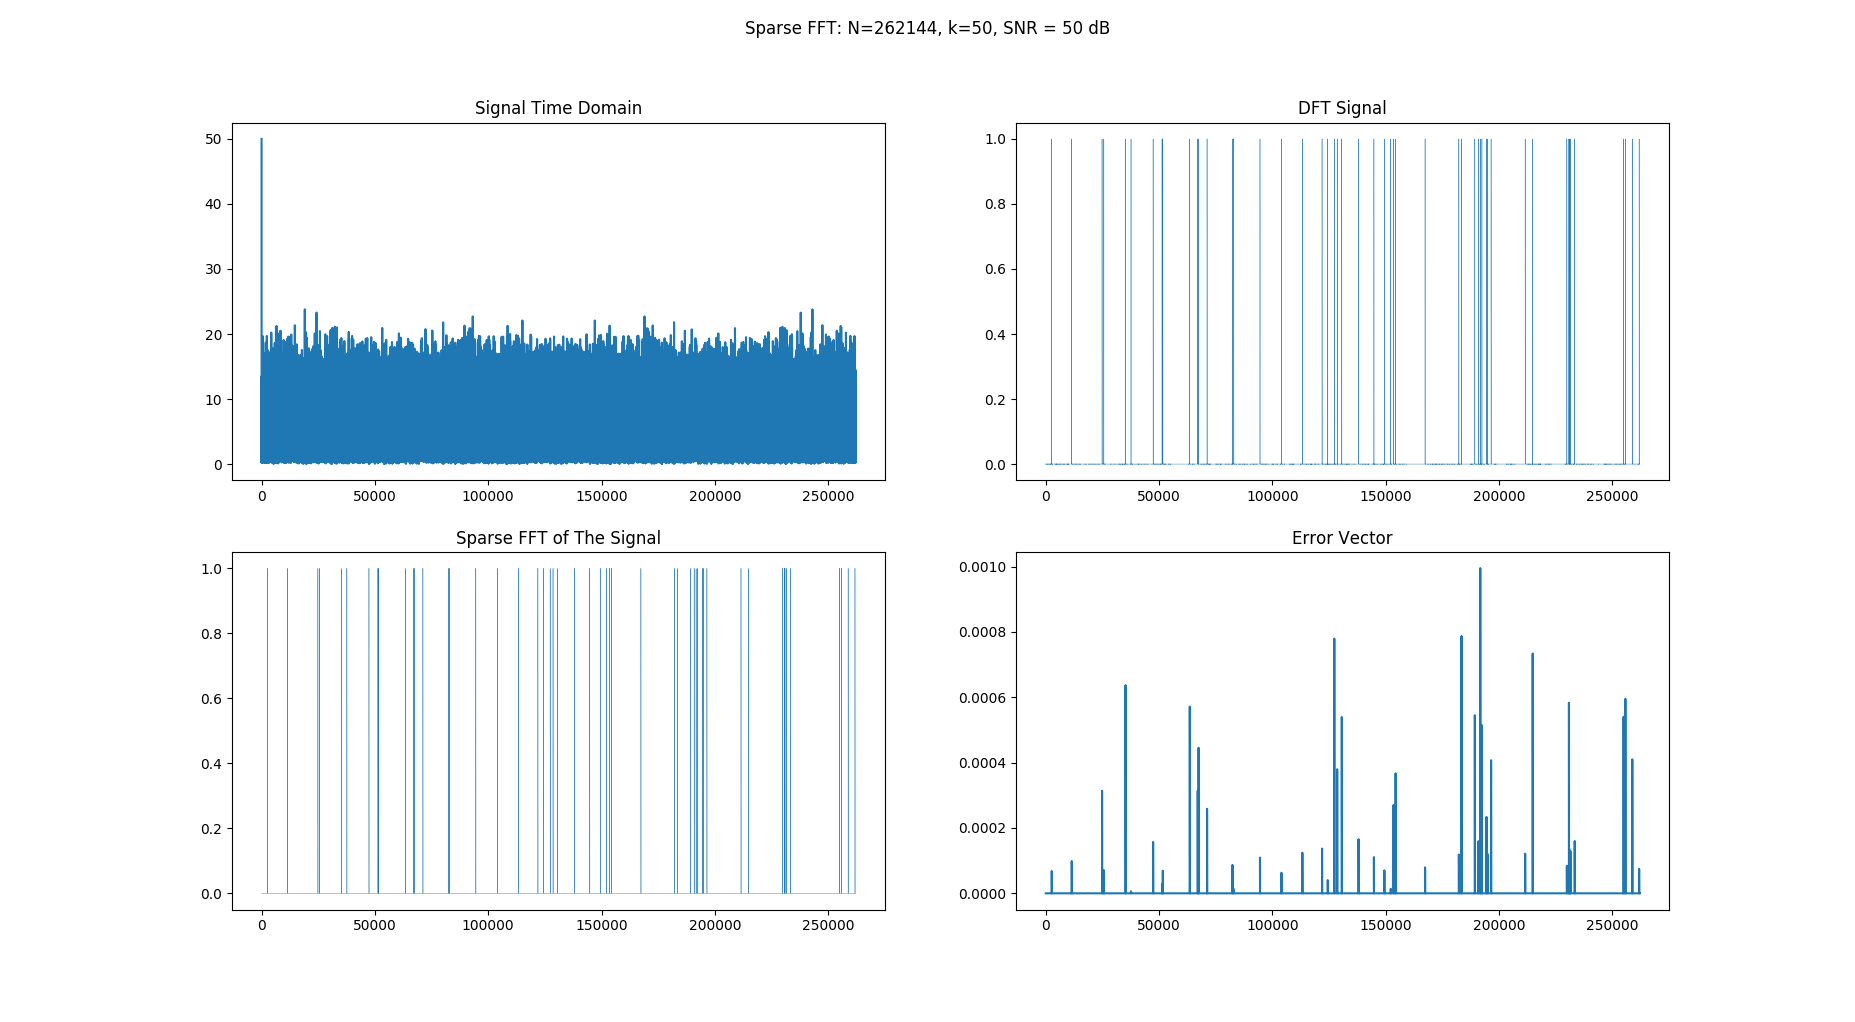 Sparse FFT: N=262144, k=50, SNR = 50 dB
Signal Time Domain
50
40
30
20
10
0
0 50000 100000 150000 200000 250000
DFT Signal
1.0
0.8
0.6
0.4
0.2
0.0
0 50000 100000 150000 200000 250000
Sparse FFT of The Signal
1.0
0.8
0.6
0.4
0.2
0.0
0 50000 100000 150000 200000 250000
Error Vector
0.0010
0.0008
0.0006
0.0004
0.0002
0.0000
0 50000 100000 150000 200000 250000